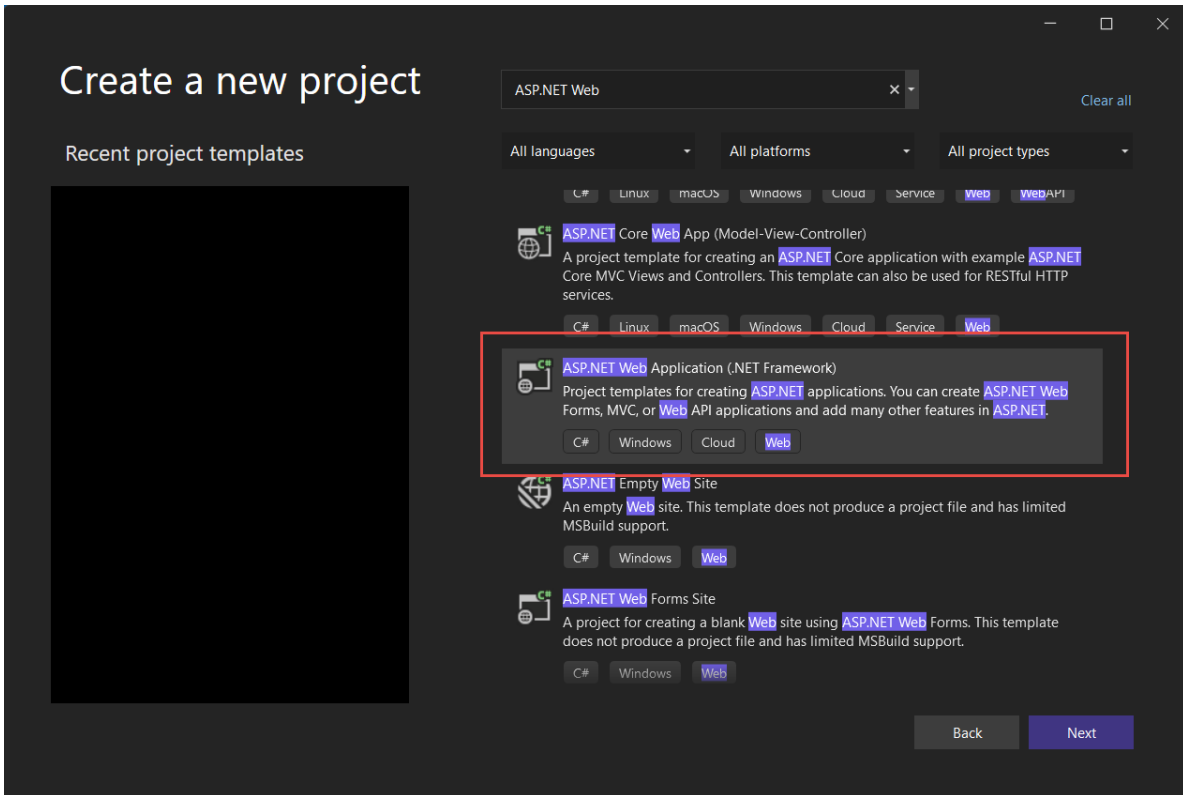 Create a new project
ASP.NET Web
Clear all
Recent project templates
All languages
All platforms
All project types
C# Linux macOS Windows Cloud Service Web WebAPI
C#
ASP.NET Core Web App (Model-View-Controller)
A project template for creating an ASP.NET Core application with example ASP.NET
Core MVC Views and Controllers. This template can also be used for RESTful HTTP
services.
C# Linux macOS Windows Cloud Service Web
C#
ASP.NET Web Application (.NET Framework)
Project templates for creating ASP.NET applications. You can create ASP.NET Web
Forms, MVC, or Web API applications and add many other features in ASP.NET.
C# Windows Cloud Web
C#
ASP.NET Empty Web Site
An empty Web site. This template does not produce a project file and has limited
MSBuild support.
C# Windows Web
C#
ASP.NET Web Forms Site
A project for creating a blank Web site using ASP.NET Web Forms. This template
does not produce a project file and has limited MSBuild support.
C# Windows Web
Back
Next